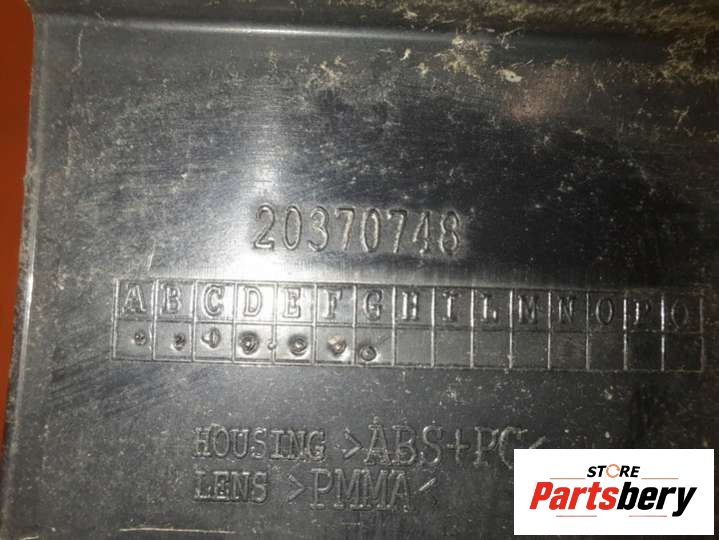 20370748
A B C D E F G H I L M N O P Q
HOUSING >ABS+PC<
LENS >PMMA<
STORE
Partsbery